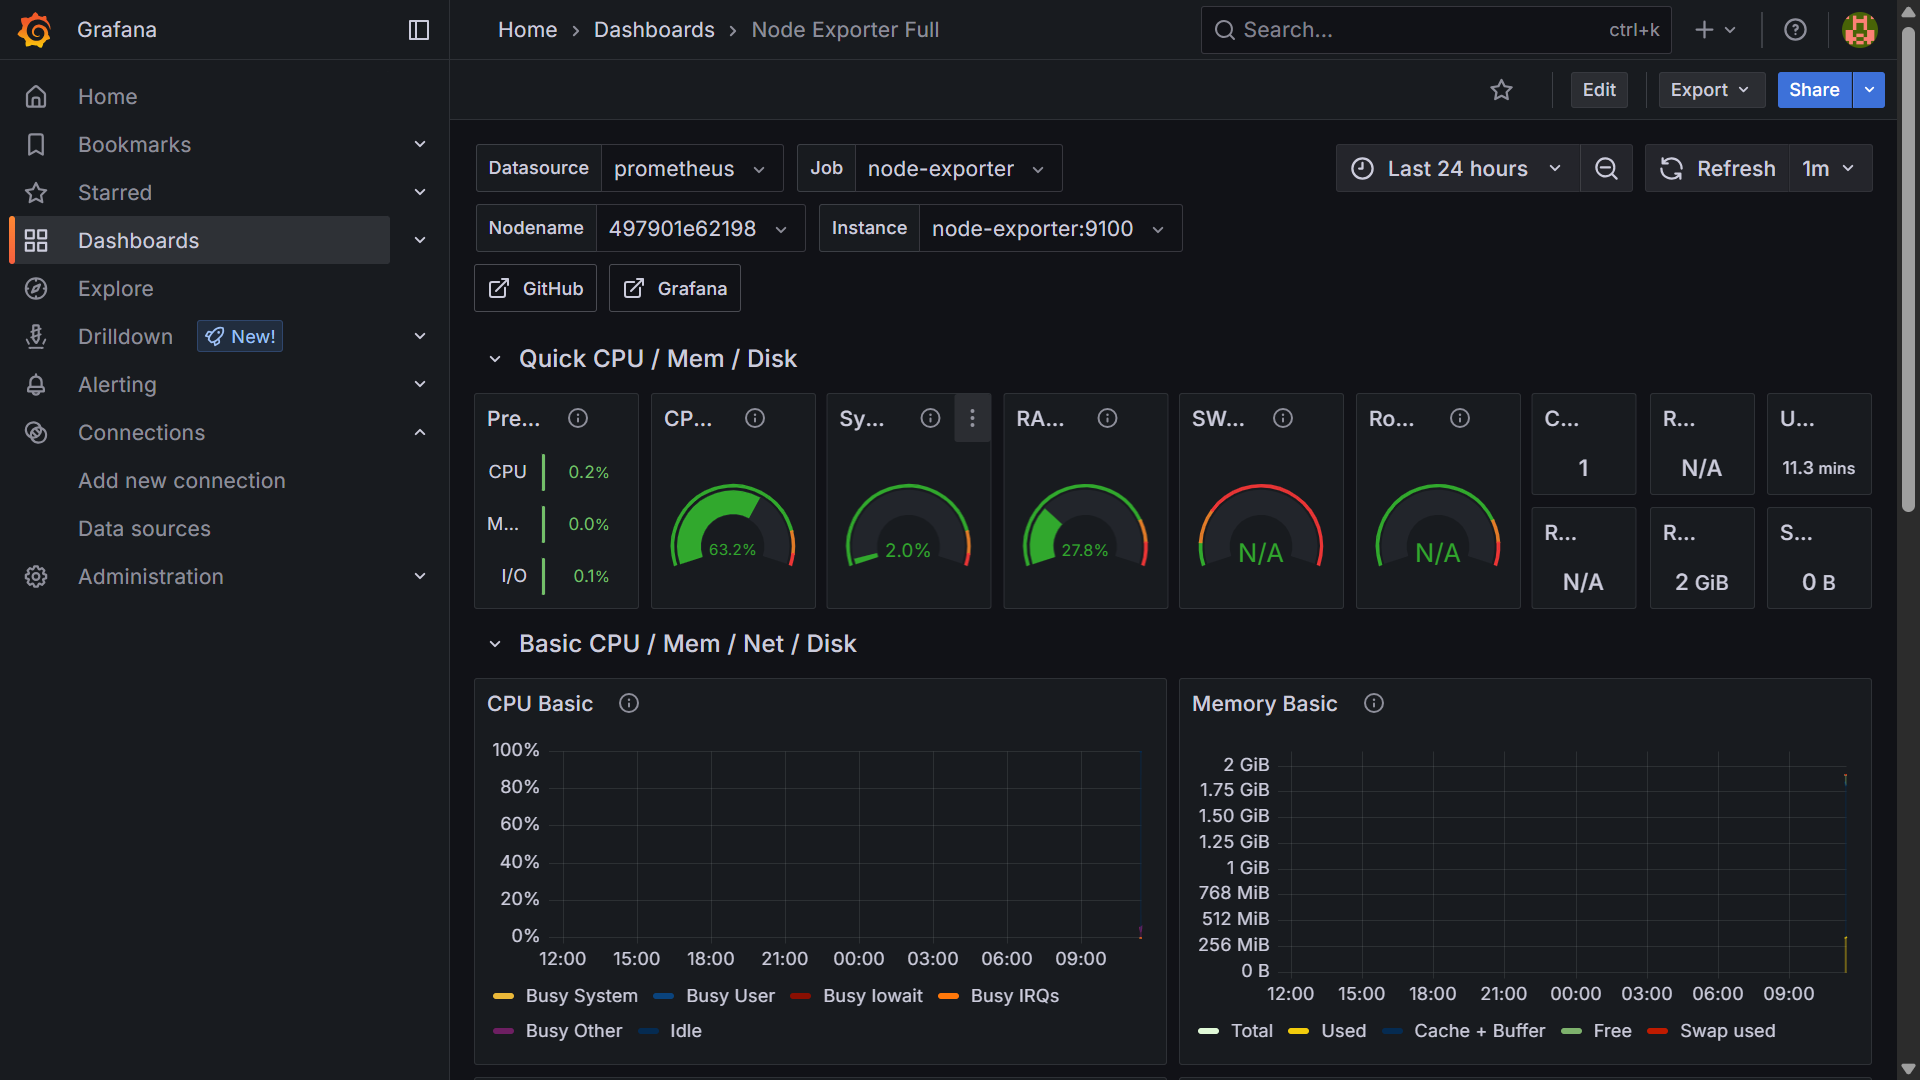 Grafana
Home > Dashboards > Node Exporter Full
Search... ctrl+k
Edit
Export
Share
Home
Bookmarks
Starred
Dashboards
Explore
Drilldown New!
Alerting
Connections
Add new connection
Data sources
Administration
Datasource prometheus
Job node-exporter
Last 24 hours
Refresh 1m
Nodename 497901e62198
Instance node-exporter:9100
GitHub
Grafana
Quick CPU / Mem / Disk
Pre...
CPU 0.2%
M... 0.0%
I/O 0.1%
CP...
63.2%
Sy...
2.0%
RA...
27.8%
SW...
N/A
Ro...
N/A
C...
1
R...
N/A
U...
11.3 mins
R...
N/A
R...
2 GiB
S...
0 B
Basic CPU / Mem / Net / Disk
CPU Basic
100%
80%
60%
40%
20%
0%
12:00 15:00 18:00 21:00 00:00 03:00 06:00 09:00
Busy System Busy User Busy Iowait Busy IRQs
Busy Other Idle
Memory Basic
2 GiB
1.75 GiB
1.50 GiB
1.25 GiB
1 GiB
768 MiB
512 MiB
256 MiB
0 B
12:00 15:00 18:00 21:00 00:00 03:00 06:00 09:00
Total Used Cache + Buffer Free Swap used